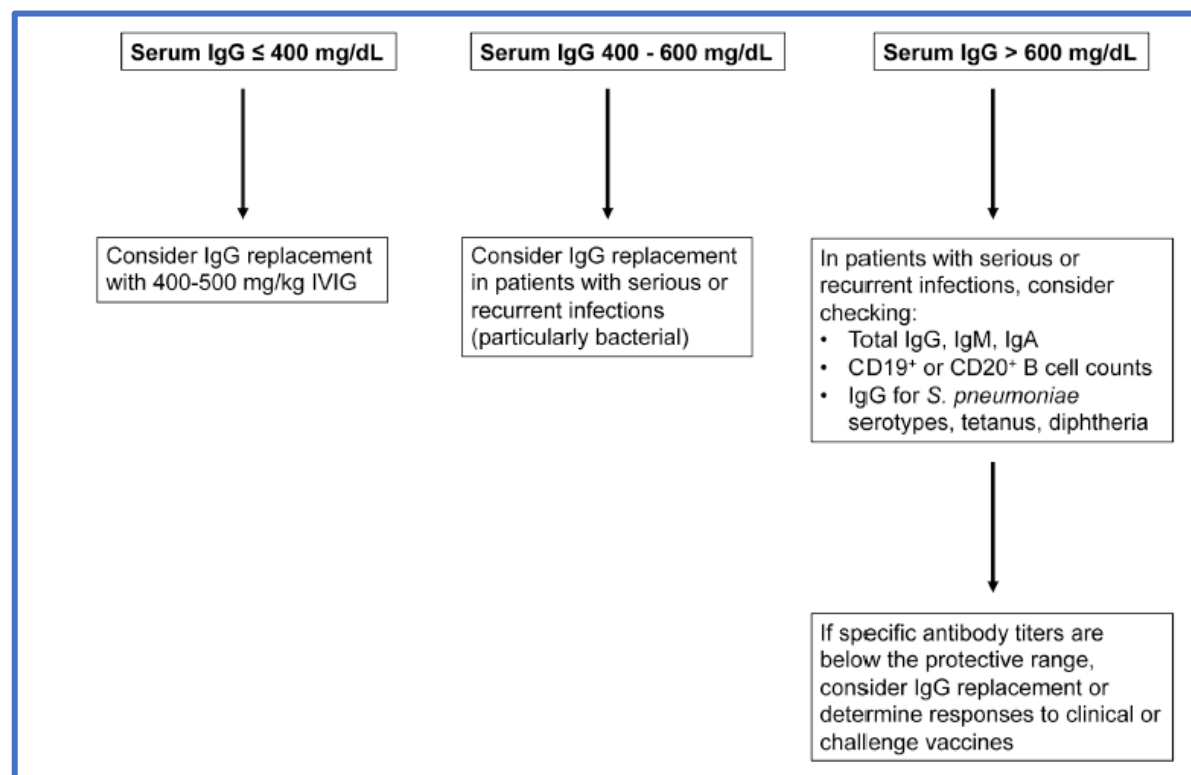 Serum IgG ≤ 400 mg/dL
Serum IgG 400 - 600 mg/dL
Serum IgG > 600 mg/dL
Consider IgG replacement
with 400-500 mg/kg IVIG
Consider IgG replacement
in patients with serious or
recurrent infections
(particularly bacterial)
In patients with serious or
recurrent infections, consider
checking:
• Total IgG, IgM, IgA
• CD19⁺ or CD20⁺ B cell counts
• IgG for S. pneumoniae
serotypes, tetanus, diphtheria
If specific antibody titers are
below the protective range,
consider IgG replacement or
determine responses to clinical or
challenge vaccines